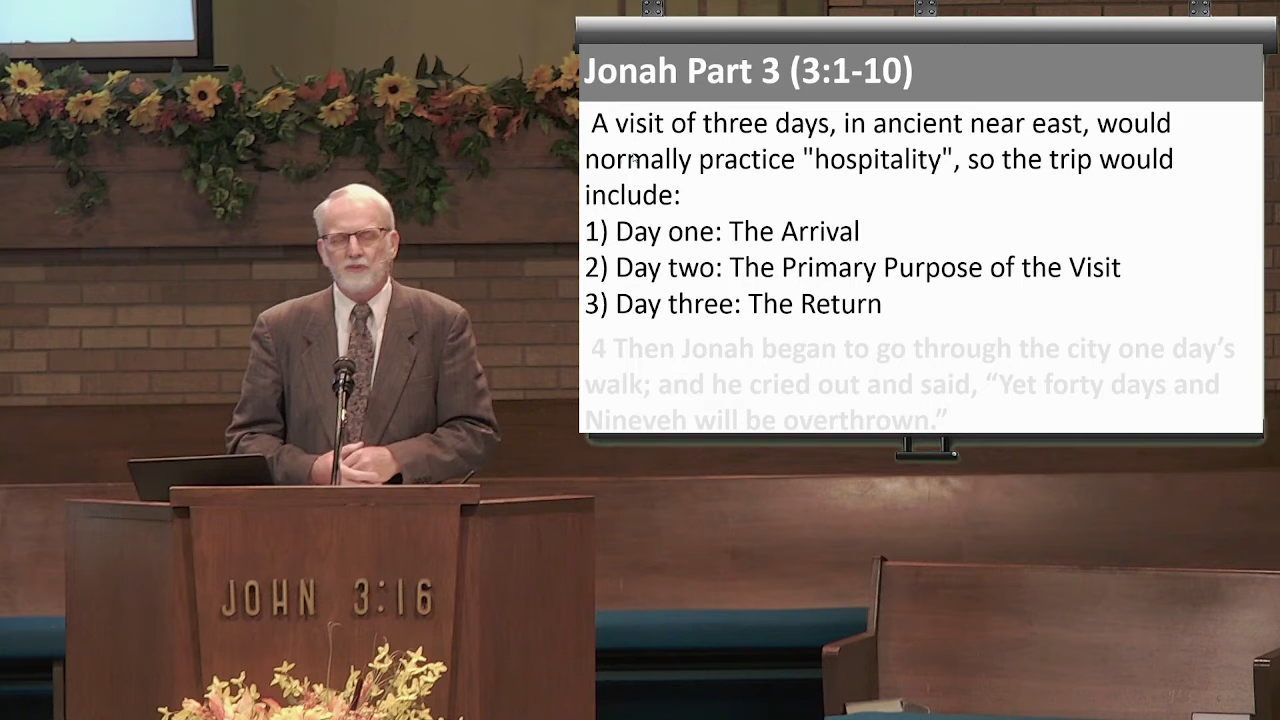 Jonah Part 3 (3:1-10)
A visit of three days, in ancient near east, would
normally practice "hospitality", so the trip would
include:
1) Day one: The Arrival
2) Day two: The Primary Purpose of the Visit
3) Day three: The Return
4 Then Jonah began to go through the city one day’s
walk; and he cried out and said, “Yet forty days and
Nineveh will be overthrown.”
JOHN 3:16